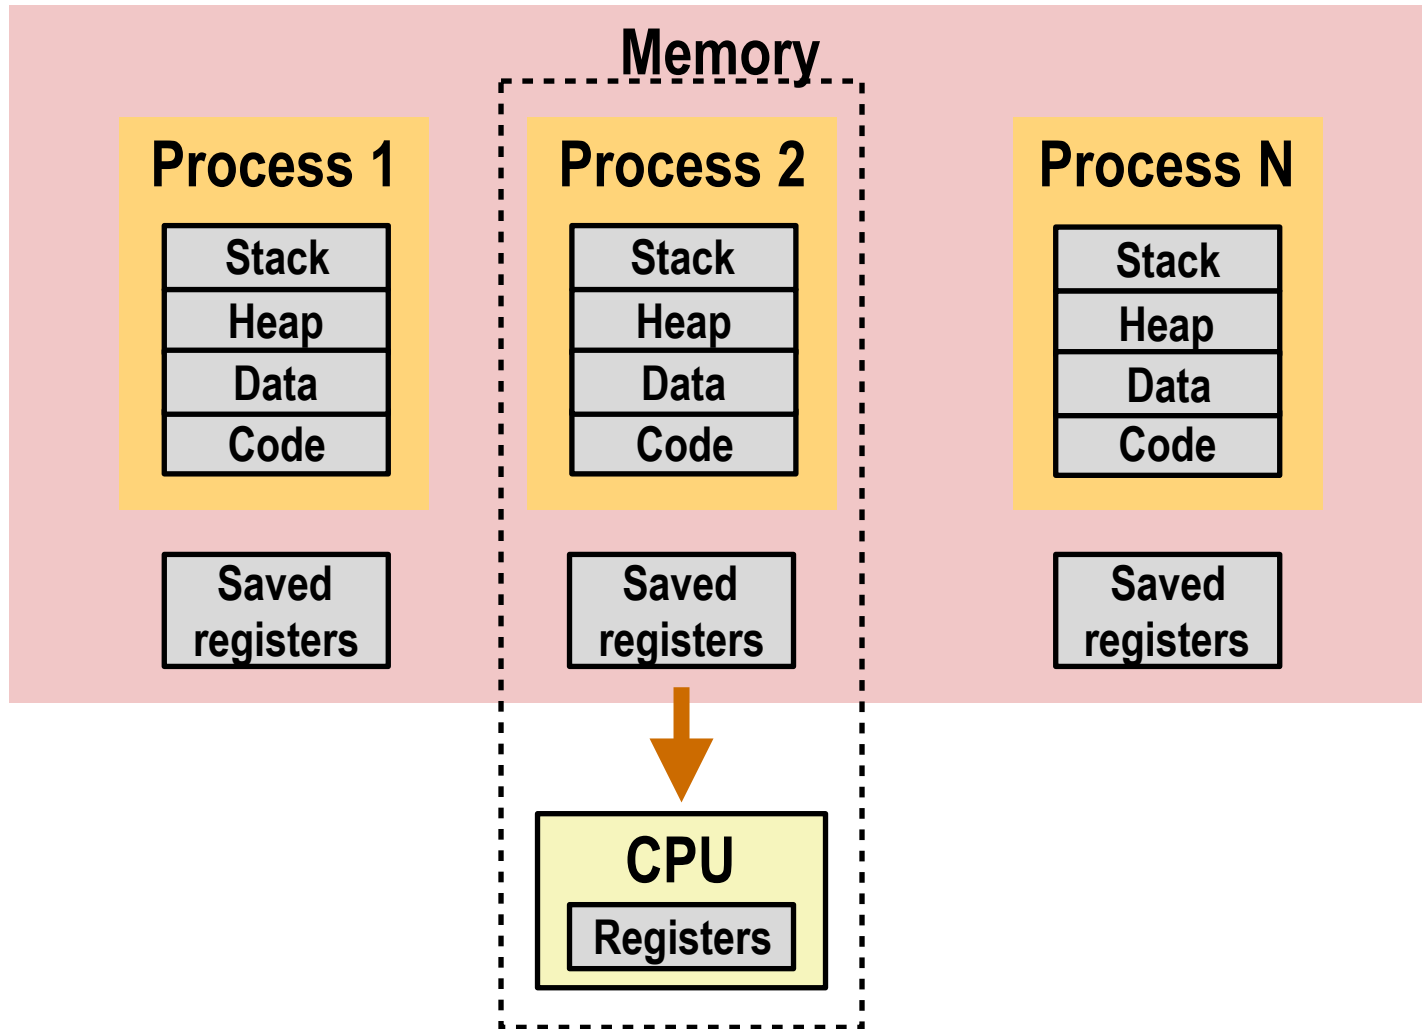 Memory
Process 1
Stack
Heap
Data
Code
Saved
registers
Process 2
Stack
Heap
Data
Code
Saved
registers
Process N
Stack
Heap
Data
Code
Saved
registers
CPU
Registers